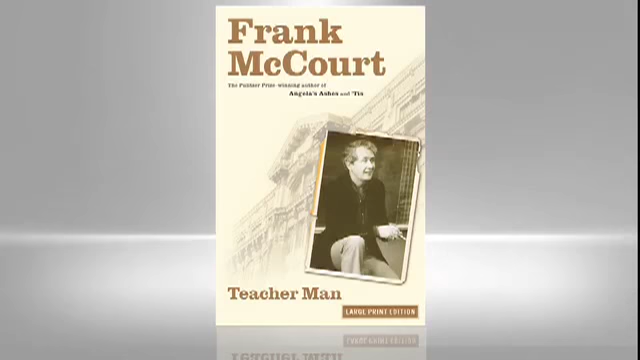 Frank
McCourt
The Pulitzer Prize-winning author of
Angela's Ashes and 'Tis
Teacher Man
LARGE PRINT EDITION